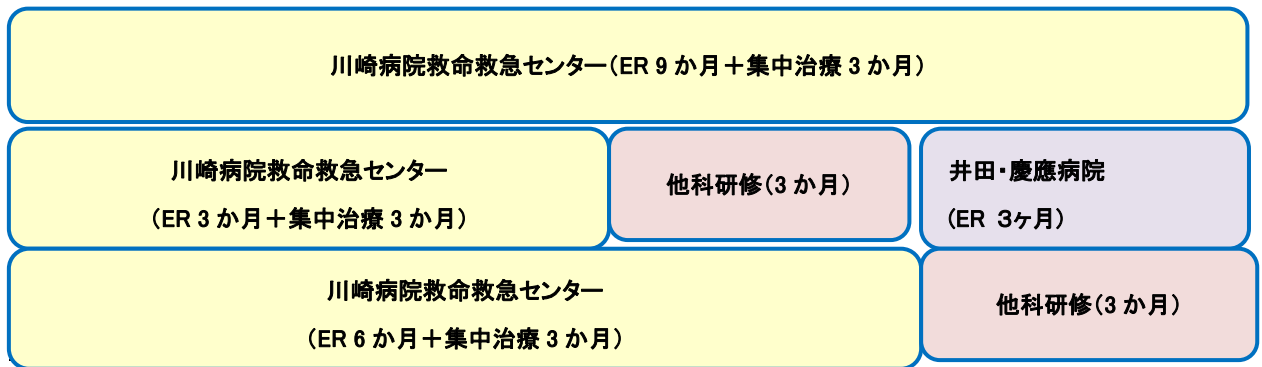 川崎病院救命救急センター（ER 9 か月＋集中治療 3 か月）
川崎病院救命救急センター
（ER 3 か月＋集中治療 3 か月）
他科研修（3 か月）
井田・慶應病院
（ER ３ヶ月）
川崎病院救命救急センター
（ER 6 か月＋集中治療 3 か月）
他科研修（3 か月）